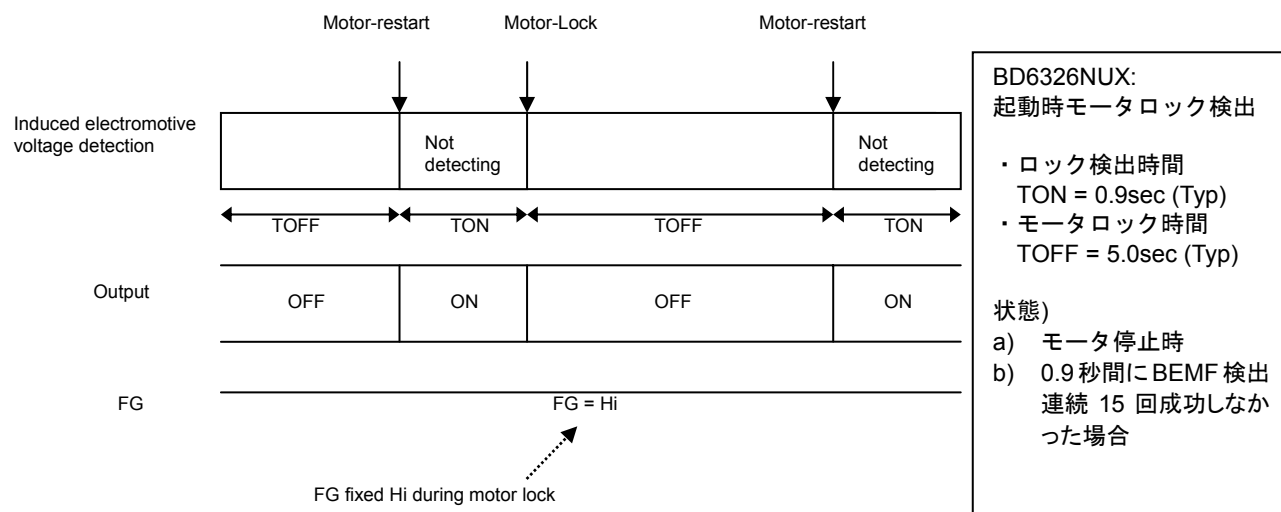 Motor-restart Motor-Lock Motor-restart
Induced electromotive
voltage detection
Not
detecting
Not
detecting
TOFF TON TOFF TON
Output
OFF ON OFF ON
FG
FG = Hi
FG fixed Hi during motor lock
BD6326NUX:
起動時モータロック検出
・ロック検出時間
TON = 0.9sec (Typ)
・モータロック時間
TOFF = 5.0sec (Typ)
状態)
a) モータ停止時
b) 0.9 秒間に BEMF 検出
連続 15 回成功しなか
った場合